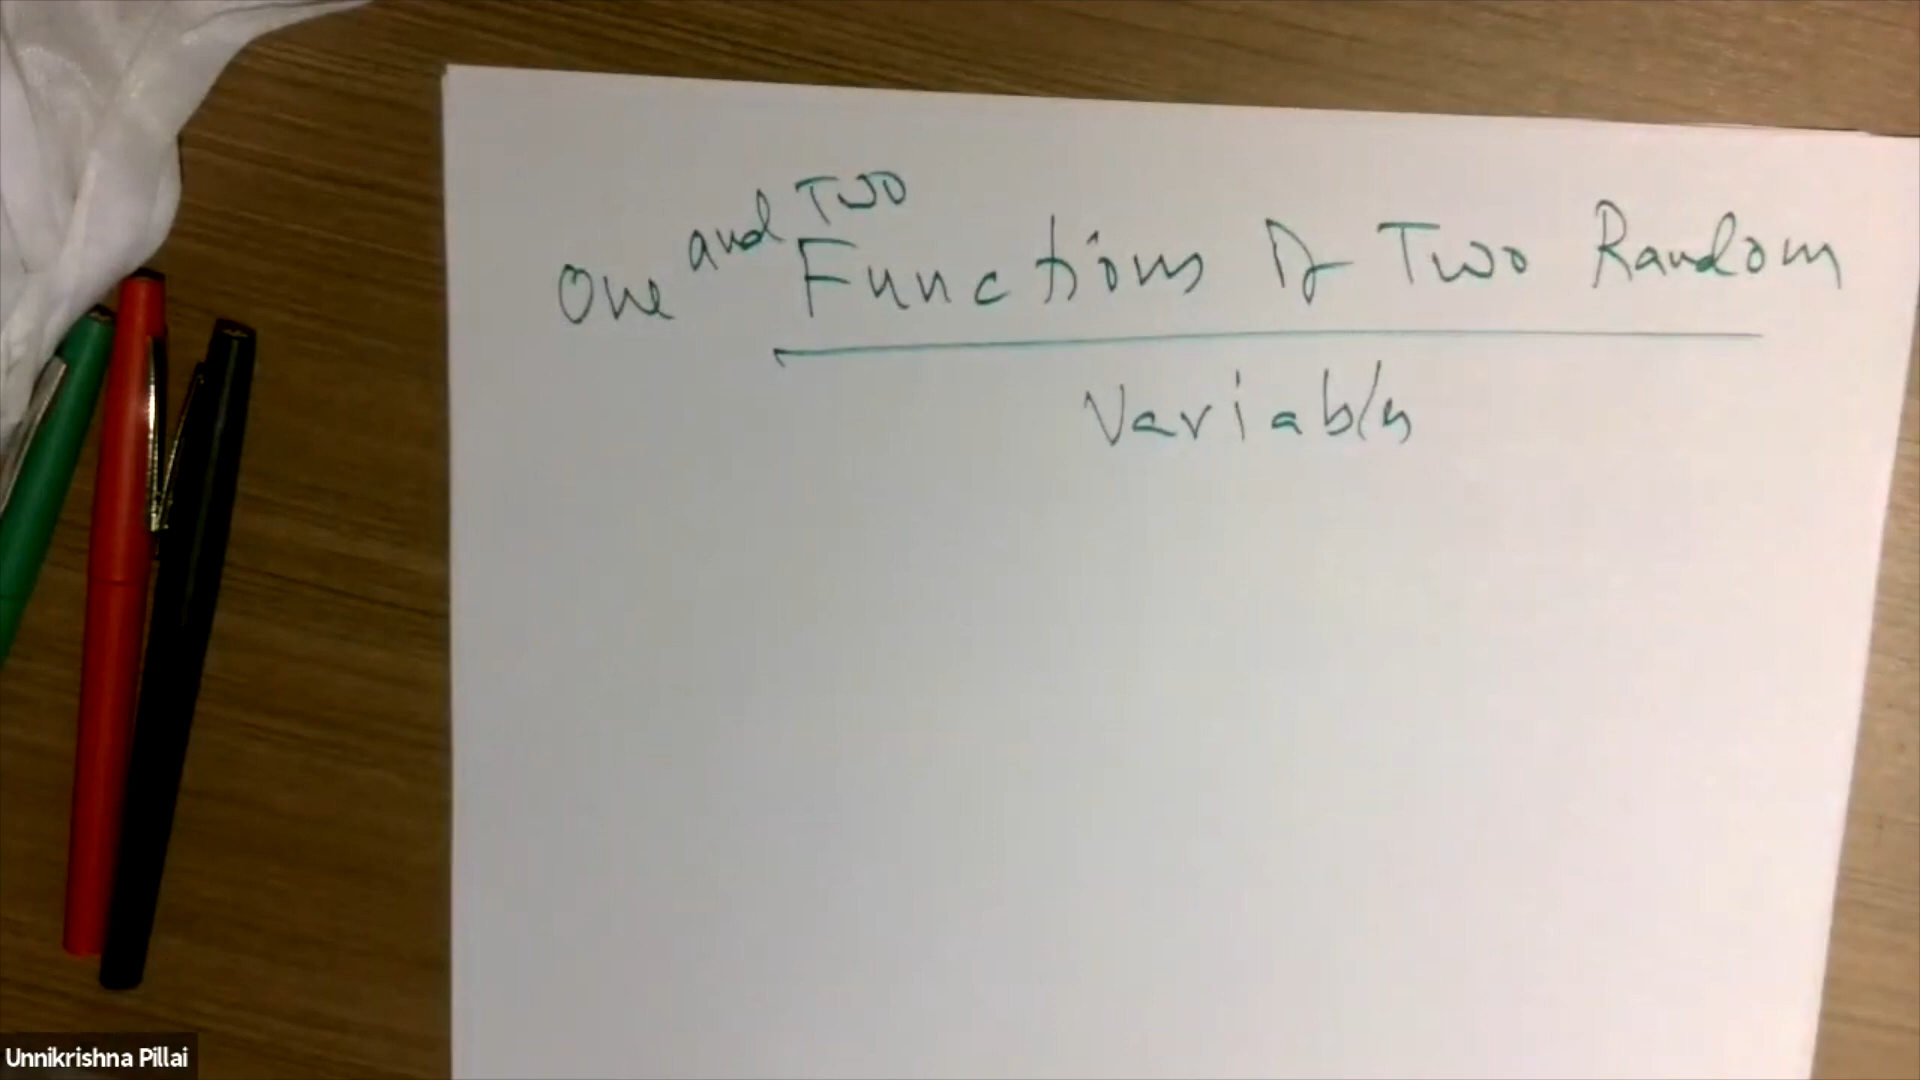 One and Two Functions of Two Random
Variables
Unnikrishna Pillai